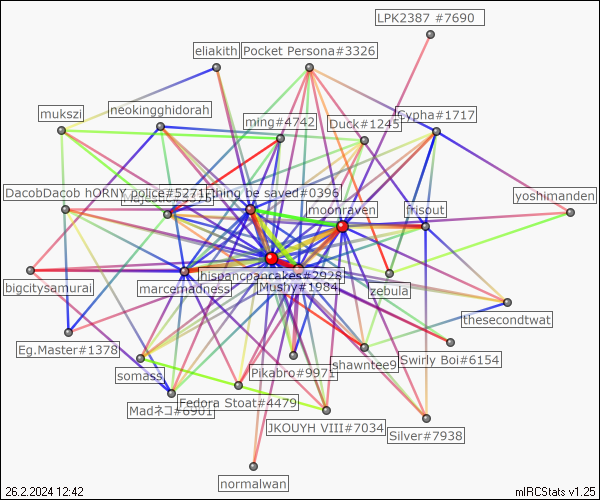 LPK2387 #7690
eliakith
Pocket Persona#3326
mukszi
neokingghidorah
ming#4742
Duck#1245
Cypha#1717
DacobDacob hORNY police#5271
thing be saved#0396
yoshimanden
moonraven
frisout
bigcitysamurai
marcemadness
hispancpancakes#2928
Mushy#1984
zebula
thesecondtwat
Eg.Master#1378
somass
Pikabro#9971
shawntee9
Swirly Boi#6154
Madネコ#6901
Fedora Stoat#4479
JKOUYH VIII#7034
Silver#7938
normalwan
26.2.2024 12:42
mIRCStats v1.25